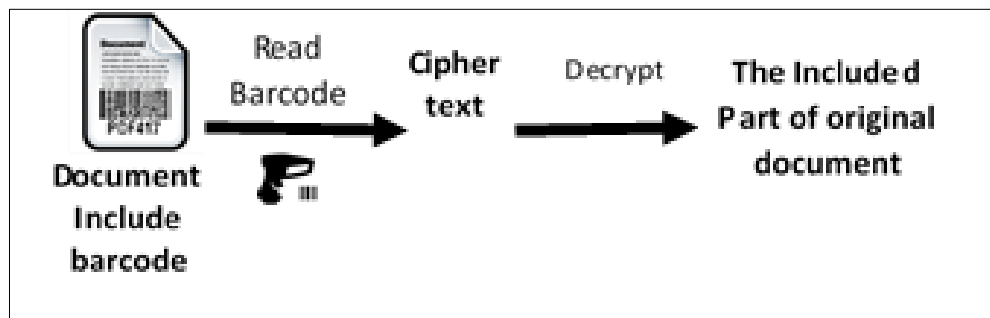 Document
PDF417
Document
Include
barcode
Read
Barcode
Cipher
text
Decrypt
The Included
Part of original
document